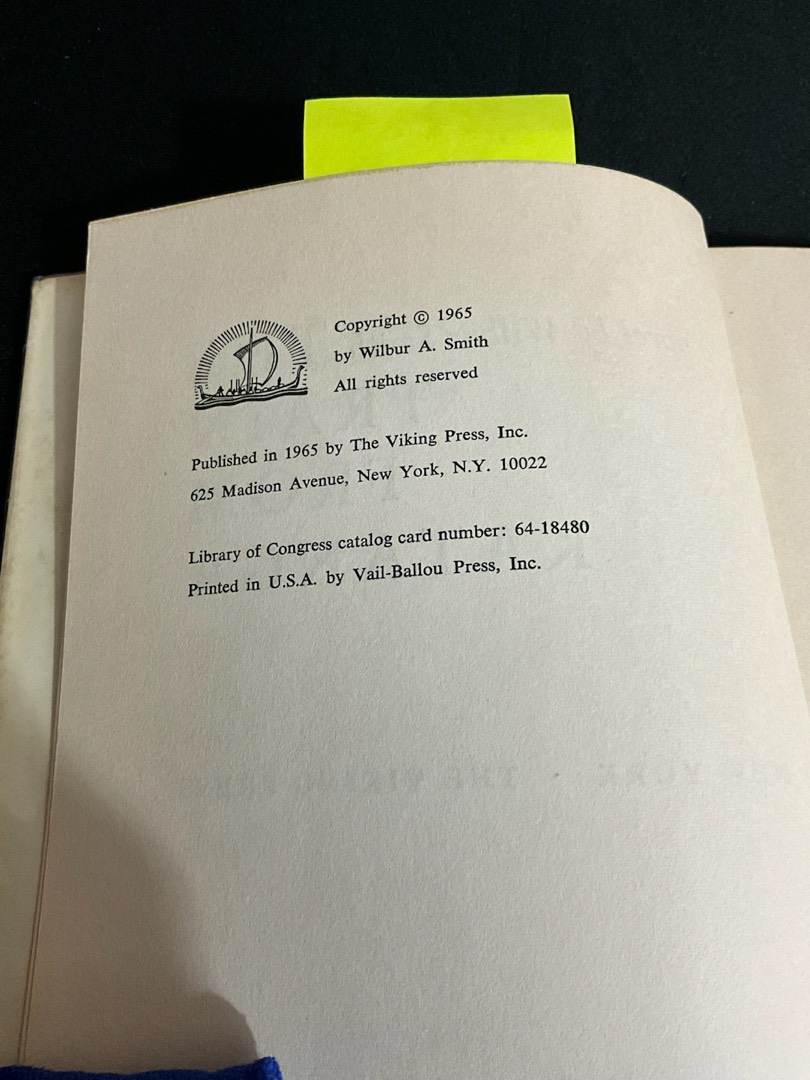 Copyright © 1965
by Wilbur A. Smith
All rights reserved
Published in 1965 by The Viking Press, Inc.
625 Madison Avenue, New York, N.Y. 10022
Library of Congress catalog card number: 64-18480
Printed in U.S.A. by Vail-Ballou Press, Inc.